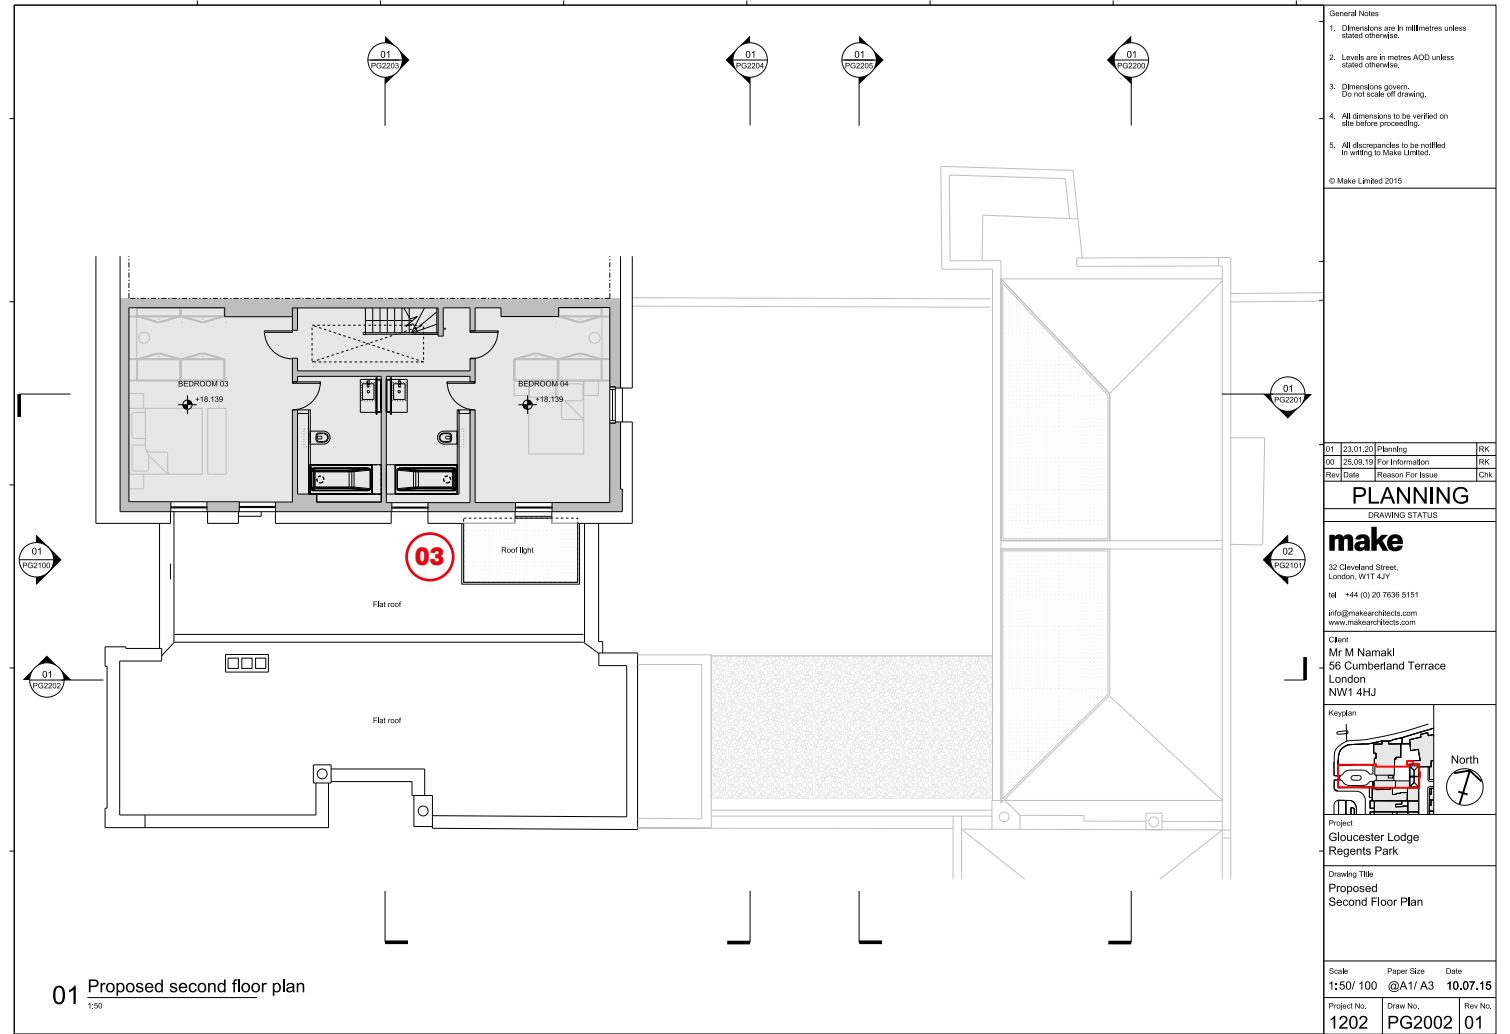 01
PG2203
01
PG2204
01
PG2205
01
PG2200
General Notes
1. Dimensions are in millimetres unless
stated otherwise.
2. Levels are in metres AOD unless
stated otherwise.
3. Dimensions govern.
Do not scale off drawing.
4. All dimensions to be verified on
site before proceeding.
5. All discrepancies to be notified
in writing to Make Limited.
© Make Limited 2015
BEDROOM 03
+18.139
BEDROOM 04
+18.139
01
PG2201
01
PG2100
03
Roof light
02
PG2101
Flat roof
01
PG2202
Flat roof
01 23.01.20 Planning RK
00 25.09.19 For Information RK
Rev Date Reason For Issue Chk
PLANNING
DRAWING STATUS
make
32 Cleveland Street,
London, W1T 4JY
tel +44 (0) 20 7636 5151
info@makearchitects.com
www.makearchitects.com
Client
Mr M Namaki
56 Cumberland Terrace
London
NW1 4HJ
Keyplan
North
Project
Gloucester Lodge
Regents Park
Drawing Title
Proposed
Second Floor Plan
Scale Paper Size Date
1:50/ 100 @A1/ A3 10.07.15
Project No. Draw No. Rev No.
1202 PG2002 01
01 Proposed second floor plan
1:50